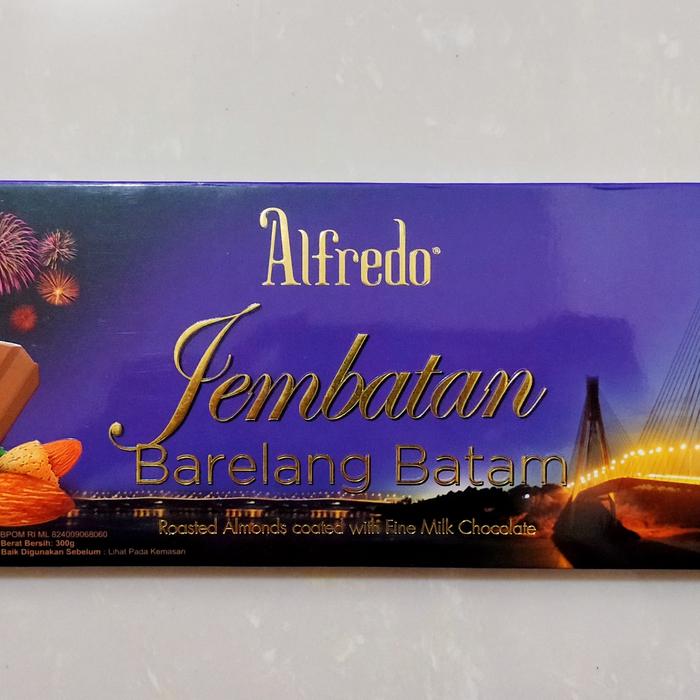 Alfredo®
Jembatan
Barelang Batam
Roasted Almonds coated with Fine Milk Chocolate
BPOM RI ML 824009068060
Berat Bersih: 300g
Baik Digunakan Sebelum : Lihat Pada Kemasan